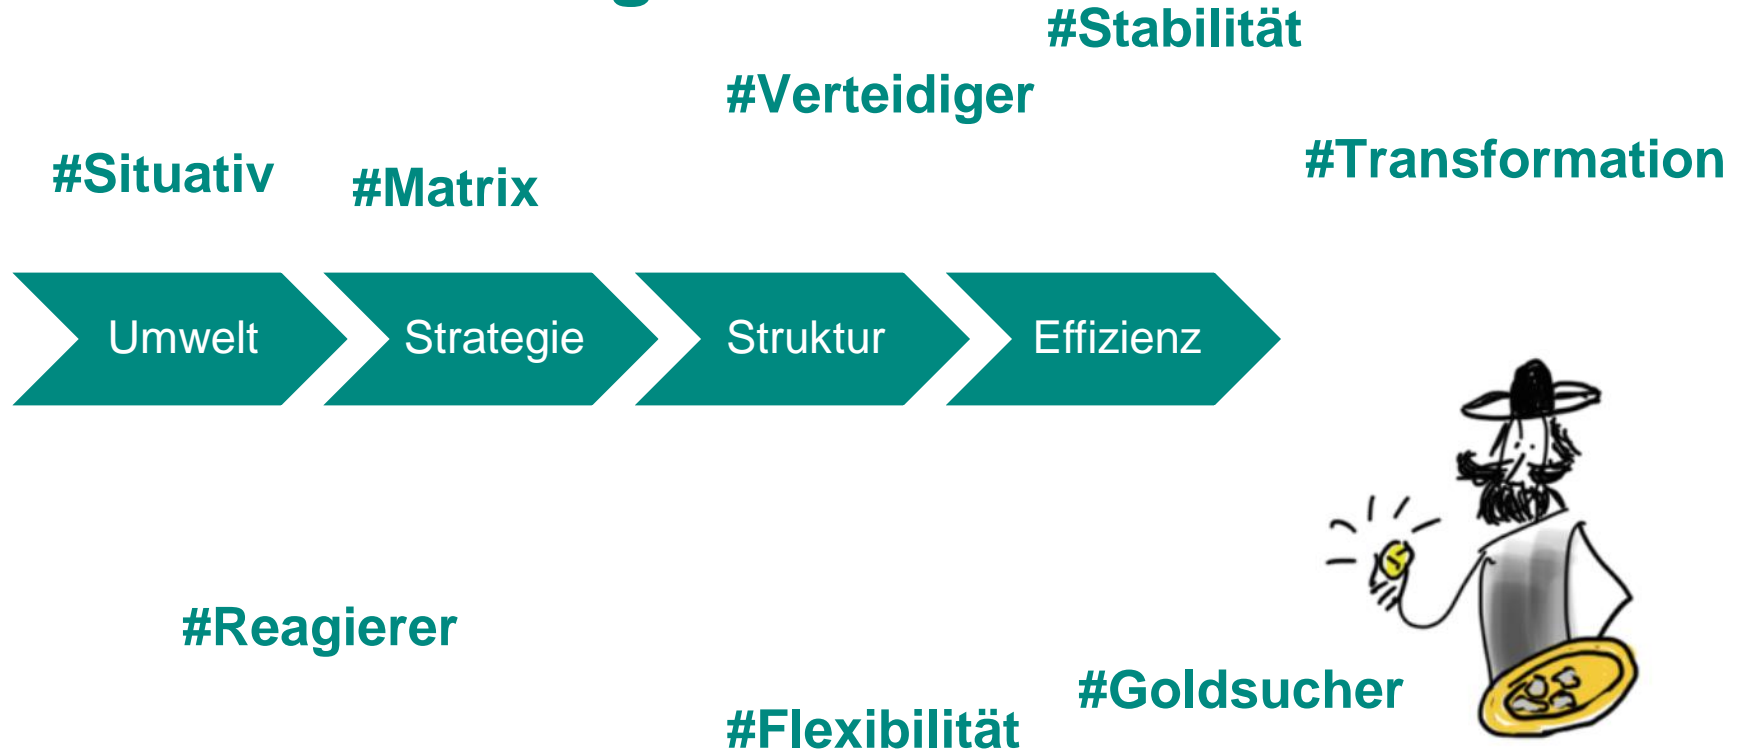 #Stabilität
#Verteidiger
#Transformation
#Situativ
#Matrix
Umwelt
Strategie
Struktur
Effizienz
#Reagierer
#Goldsucher
#Flexibilität